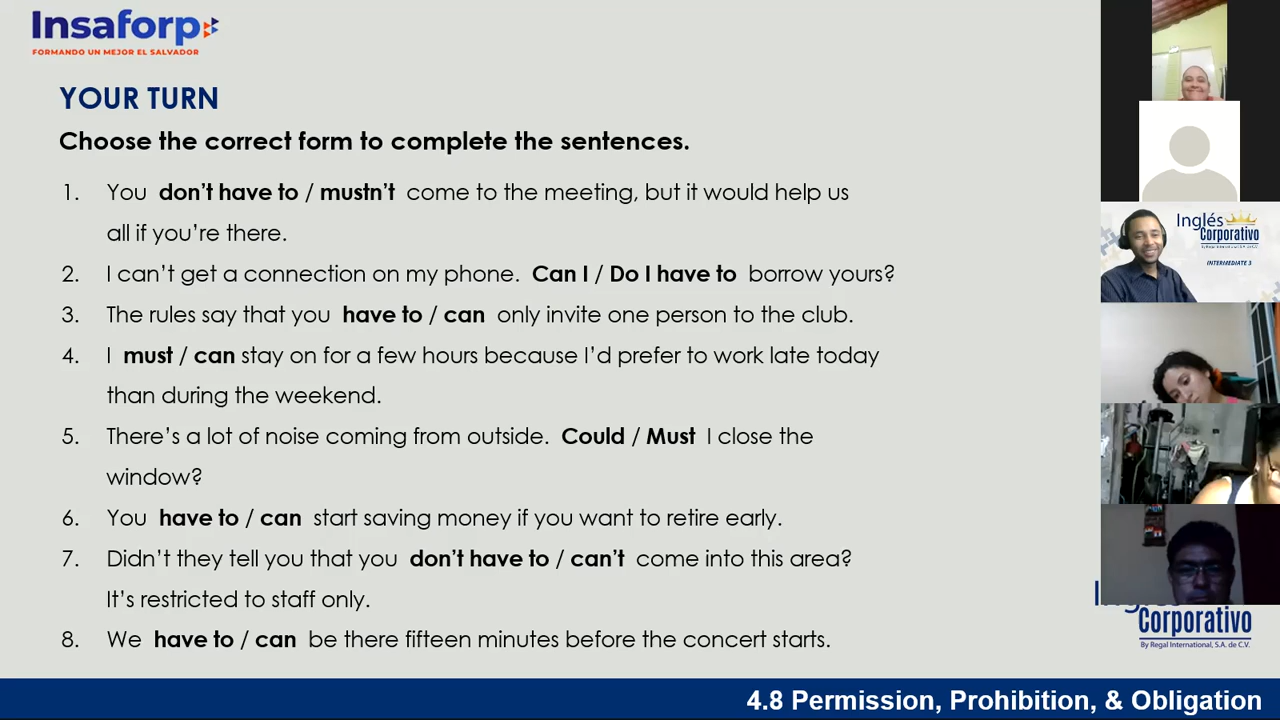 Insaforp
FORMANDO UN MEJOR EL SALVADOR
YOUR TURN
Choose the correct form to complete the sentences.
1. You don't have to / mustn't come to the meeting, but it would help us
all if you're there.
2. I can't get a connection on my phone. Can I / Do I have to borrow yours?
3. The rules say that you have to / can only invite one person to the club.
4. I must / can stay on for a few hours because I'd prefer to work late today
than during the weekend.
5. There's a lot of noise coming from outside. Could / Must I close the
window?
6. You have to / can start saving money if you want to retire early.
7. Didn't they tell you that you don't have to / can't come into this area?
It's restricted to staff only.
8. We have to / can be there fifteen minutes before the concert starts.
Inglés
Corporativo
INTERMEDIATE 3
Corporativo
By Regal International, S.A. de C.V.
4.8 Permission, Prohibition, & Obligation